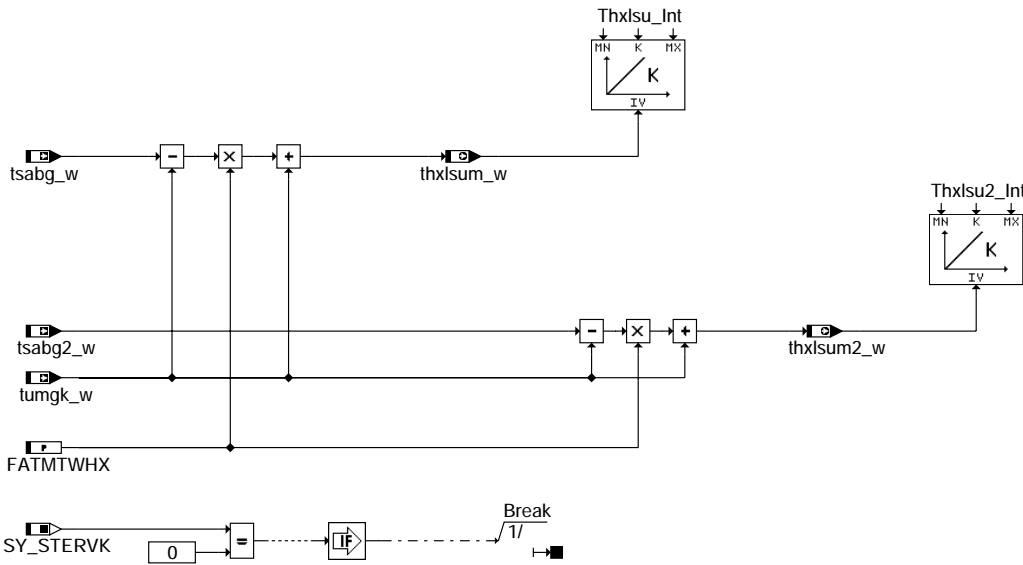 Thxlsu_Int
MN K MX
K
IV
tsabg_w
−
×
+
thxlsum_w
Thxlsu2_Int
MN K MX
K
IV
tsabg2_w
−
×
+
thxlsum2_w
tumgk_w
P
FATMTWHX
SY_STERVK
0
=
IF
Break
1/